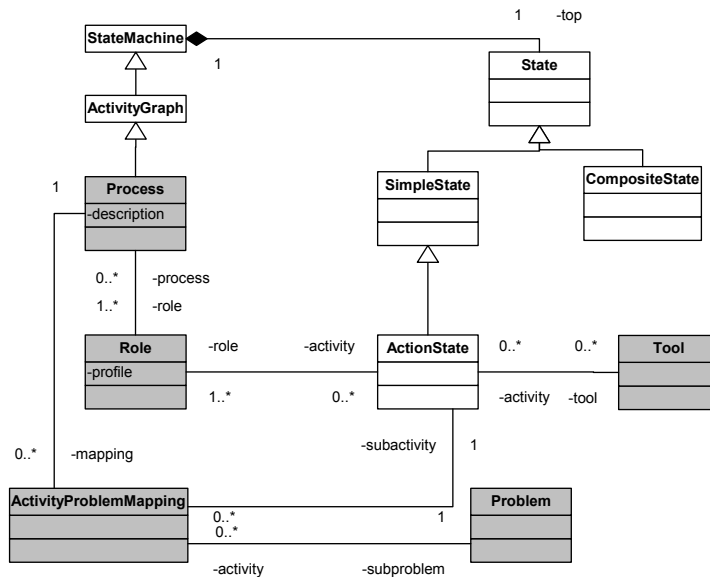 1 -top
StateMachine
1
State
ActivityGraph
1
Process
-description
SimpleState
CompositeState
0..* -process
1..* -role
Role
-profile
-role -activity
1..* 0..*
ActionState
0..* 0..*
-activity -tool
Tool
-subactivity 1
0..* -mapping
ActivityProblemMapping
0..* 1
0..*
Problem
-activity -subproblem